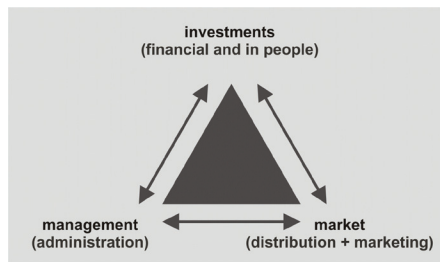 investments
(financial and in people)
management
(administration)
market
(distribution + marketing)